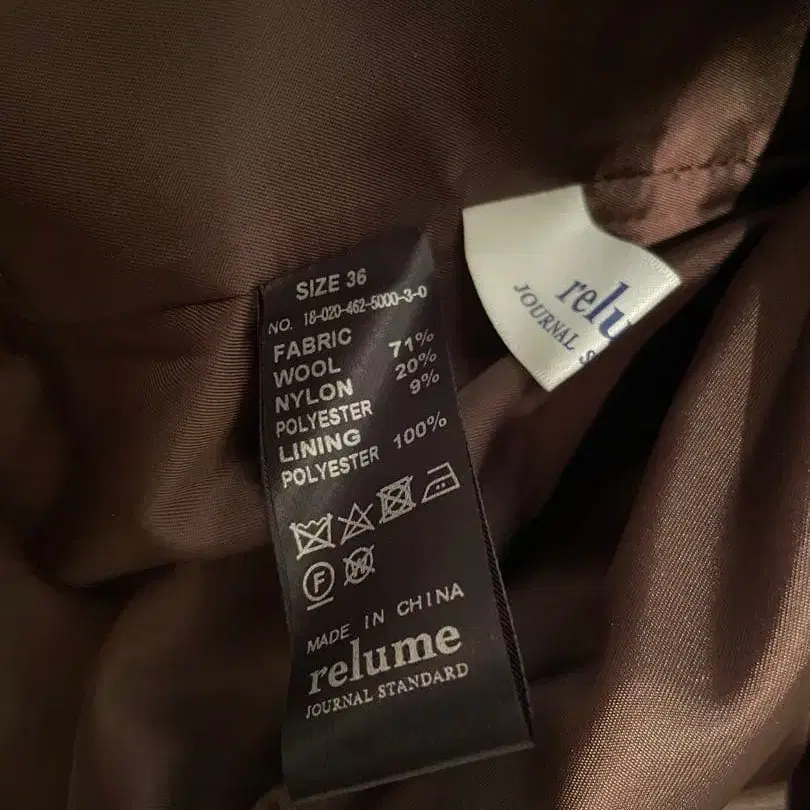 SIZE 36
NO. 18-020-462-5000-3-0
FABRIC
WOOL 71%
NYLON 20%
POLYESTER 9%
LINING
POLYESTER 100%
F
W
MADE IN CHINA
relume
JOURNAL STANDARD
relu
JOURNAL S